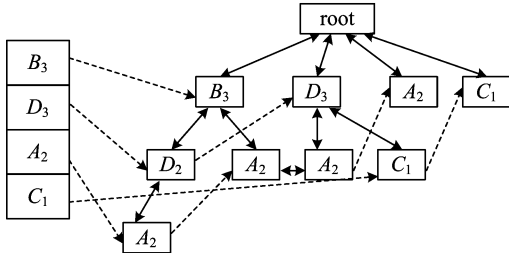 root
B₃
D₃
A₂
C₁
B₃ D₃ A₂ C₁
D₂ A₂ A₂ C₁
A₂